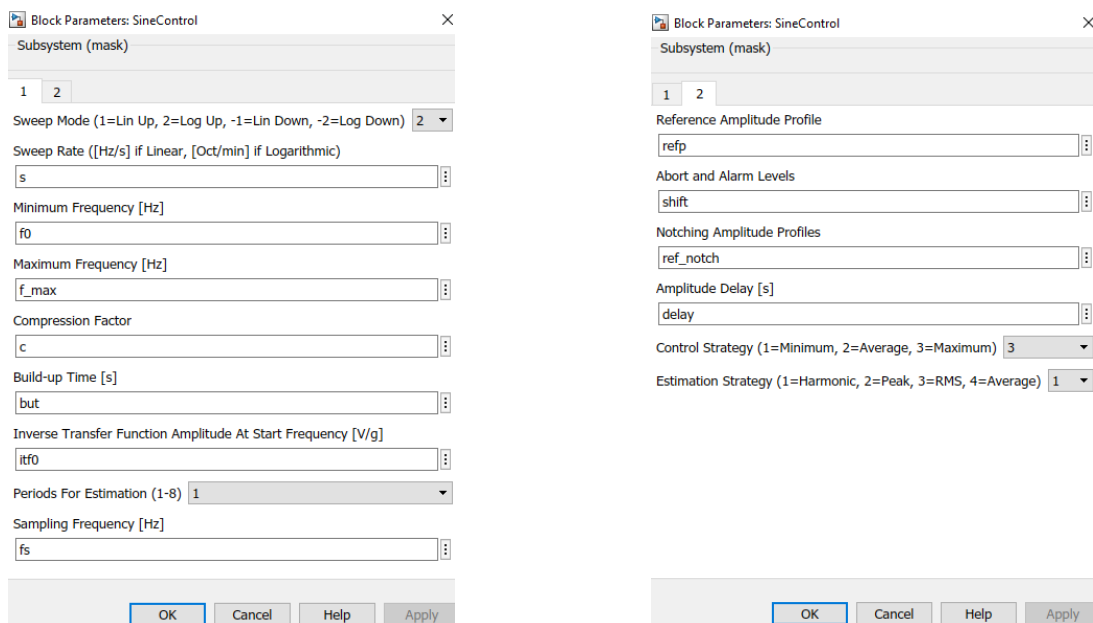 Block Parameters: SineControl
Subsystem (mask)
1 2
Sweep Mode (1=Lin Up, 2=Log Up, -1=Lin Down, -2=Log Down) 2
Sweep Rate ([Hz/s] if Linear, [Oct/min] if Logarithmic)
s
Minimum Frequency [Hz]
f0
Maximum Frequency [Hz]
f_max
Compression Factor
c
Build-up Time [s]
but
Inverse Transfer Function Amplitude At Start Frequency [V/g]
itf0
Periods For Estimation (1-8) 1
Sampling Frequency [Hz]
fs
OK Cancel Help Apply
Block Parameters: SineControl
Subsystem (mask)
1 2
Reference Amplitude Profile
refp
Abort and Alarm Levels
shift
Notching Amplitude Profiles
ref_notch
Amplitude Delay [s]
delay
Control Strategy (1=Minimum, 2=Average, 3=Maximum) 3
Estimation Strategy (1=Harmonic, 2=Peak, 3=RMS, 4=Average) 1
OK Cancel Help Apply